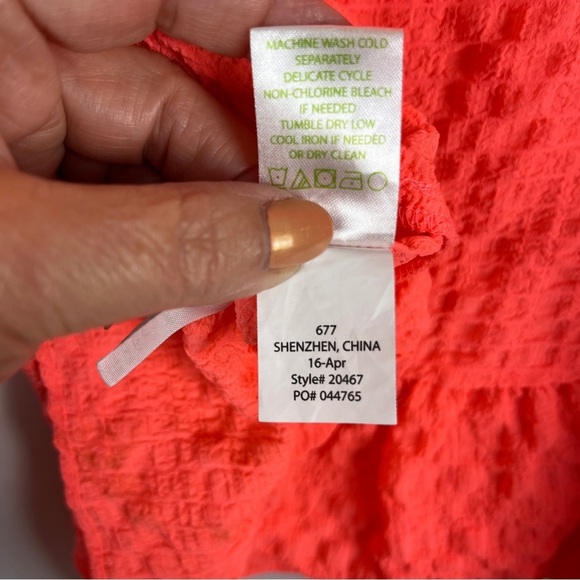 MACHINE WASH COLD
SEPARATELY
DELICATE CYCLE
NON-CHLORINE BLEACH
IF NEEDED
TUMBLE DRY LOW
COOL IRON IF NEEDED
OR DRY CLEAN
677
SHENZHEN, CHINA
16-Apr
Style# 20467
PO# 044765